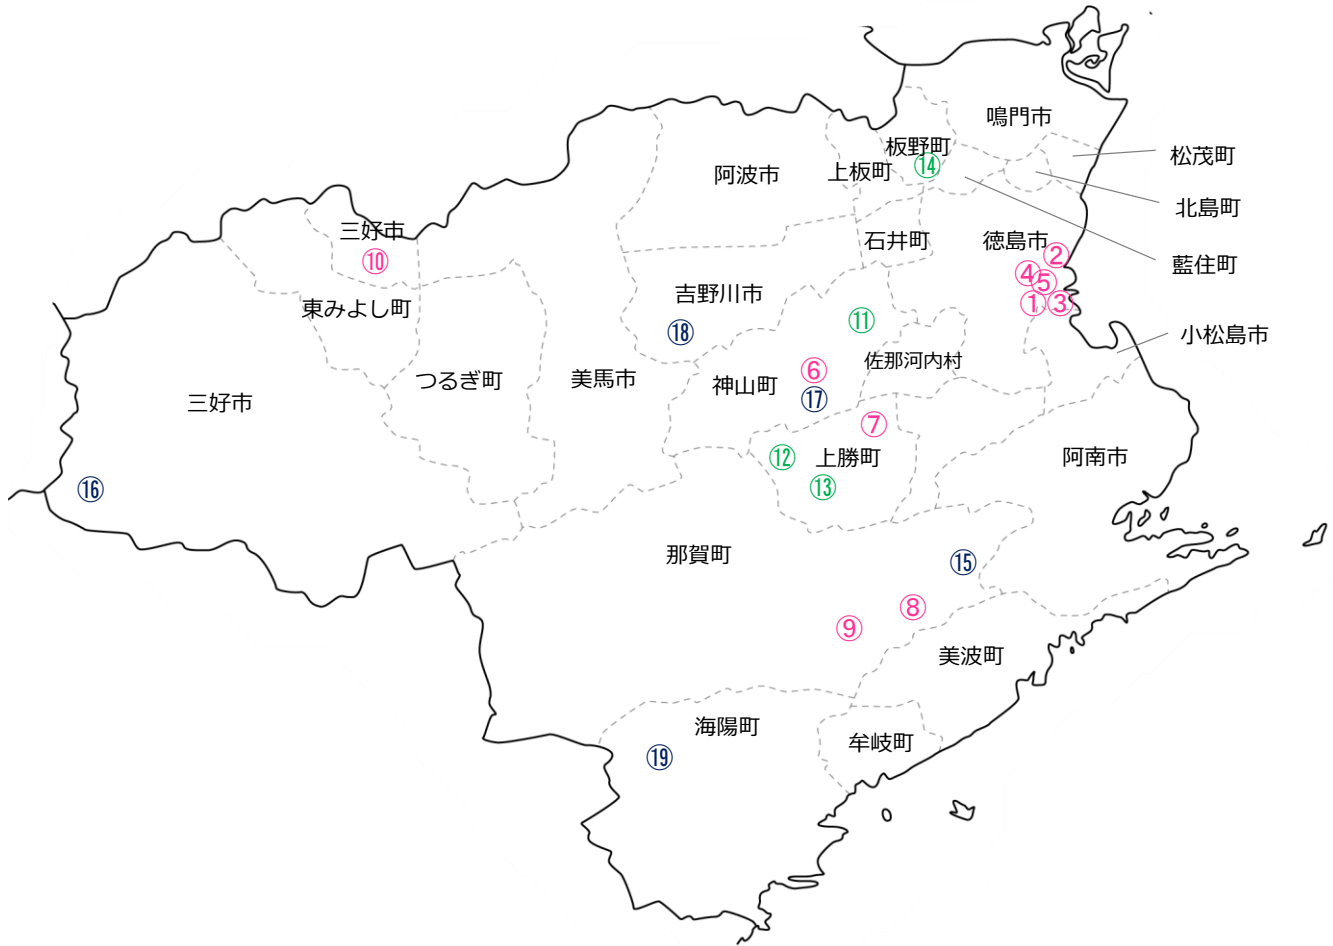 鳴門市
板野町
松茂町
⑭
上板町
阿波市
北島町
三好市
石井町
徳島市
②
藍住町
⑩
④
⑤
東みよし町
吉野川市
①
③
⑪
⑱
小松島市
佐那河内村
⑥
つるぎ町
美馬市
神山町
⑰
三好市
⑦
⑫
上勝町
阿南市
⑬
⑯
那賀町
⑮
⑧
⑨
美波町
海陽町
牟岐町
⑲